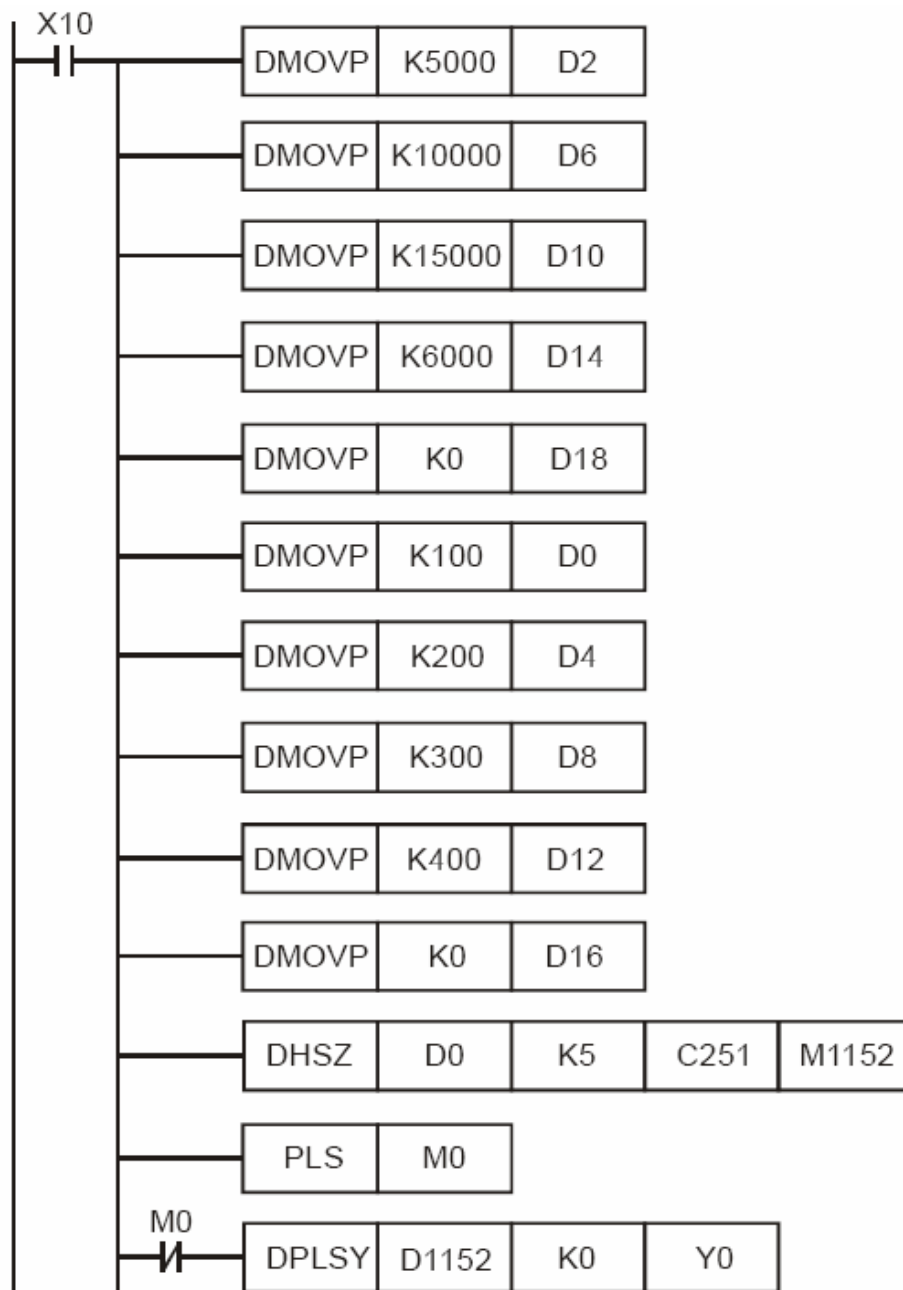 X10
DMOVP K5000 D2
DMOVP K10000 D6
DMOVP K15000 D10
DMOVP K6000 D14
DMOVP K0 D18
DMOVP K100 D0
DMOVP K200 D4
DMOVP K300 D8
DMOVP K400 D12
DMOVP K0 D16
DHSZ D0 K5 C251 M1152
PLS M0
M0
DPLSY D1152 K0 Y0